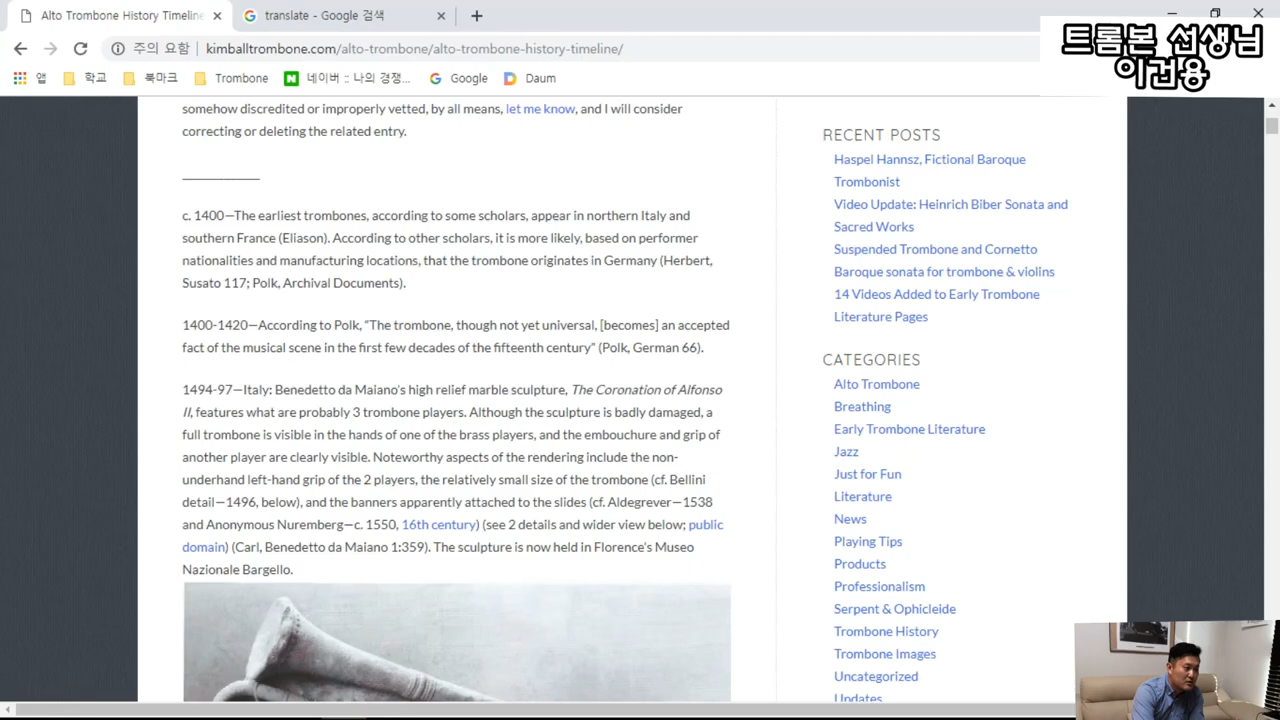 Alto Trombone History Timeline
translate - Google 검색
주의 요함
kimballtrombone.com/alto-trombone/alto-trombone-history-timeline/
트롬본 선생님
이건용
앱
학교
북마크
Trombone
네이버 :: 나의 경쟁...
Google
Daum
somehow discredited or improperly vetted, by all means, let me know, and I will consider
correcting or deleting the related entry.
____________
c. 1400—The earliest trombones, according to some scholars, appear in northern Italy and
southern France (Eliason). According to other scholars, it is more likely, based on performer
nationalities and manufacturing locations, that the trombone originates in Germany (Herbert,
Susato 117; Polk, Archival Documents).
1400-1420—According to Polk, “The trombone, though not yet universal, [becomes] an accepted
fact of the musical scene in the first few decades of the fifteenth century” (Polk, German 66).
1494-97—Italy: Benedetto da Maiano’s high relief marble sculpture, The Coronation of Alfonso
II, features what are probably 3 trombone players. Although the sculpture is badly damaged, a
full trombone is visible in the hands of one of the brass players, and the embouchure and grip of
another player are clearly visible. Noteworthy aspects of the rendering include the non-
underhand left-hand grip of the 2 players, the relatively small size of the trombone (cf. Bellini
detail—1496, below), and the banners apparently attached to the slides (cf. Aldegrever—1538
and Anonymous Nuremberg—c. 1550, 16th century) (see 2 details and wider view below; public
domain) (Carl, Benedetto da Maiano 1:359). The sculpture is now held in Florence’s Museo
Nazionale Bargello.
RECENT POSTS
Haspel Hannsz, Fictional Baroque
Trombonist
Video Update: Heinrich Biber Sonata and
Sacred Works
Suspended Trombone and Cornetto
Baroque sonata for trombone & violins
14 Videos Added to Early Trombone
Literature Pages
CATEGORIES
Alto Trombone
Breathing
Early Trombone Literature
Jazz
Just for Fun
Literature
News
Playing Tips
Products
Professionalism
Serpent & Ophicleide
Trombone History
Trombone Images
Uncategorized
Updates